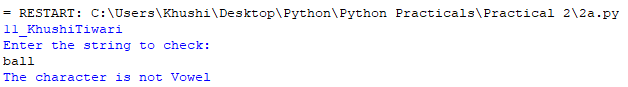 = RESTART: C:\Users\Khushi\Desktop\Python\Python Practicals\Practical 2\2a.py
11_KhushiTiwari
Enter the string to check:
ball
The character is not Vowel